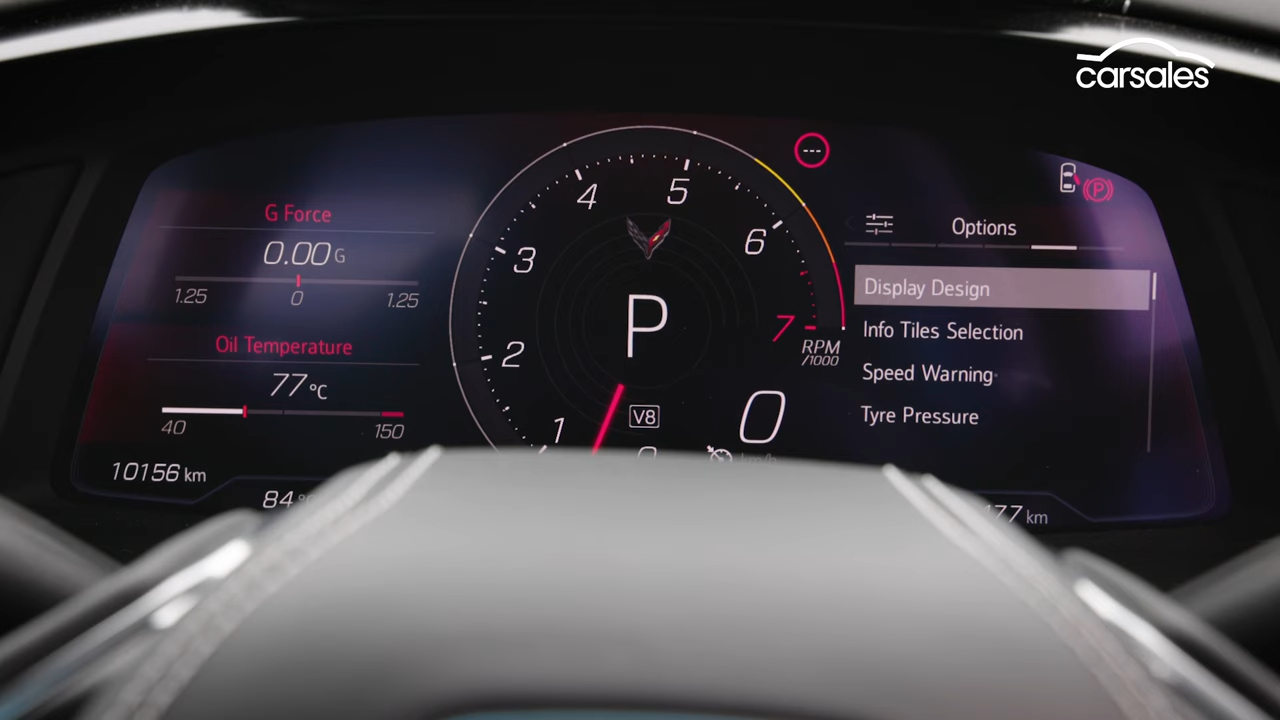 carsales
G Force
0.00 G
1.25 0 1.25
Oil Temperature
77 °C
40 150
10156 km
84
1
2
3
4
5
6
7
RPM
/1000
P
V8
0
---
P
Options
Display Design
Info Tiles Selection
Speed Warning
Tyre Pressure
77 km